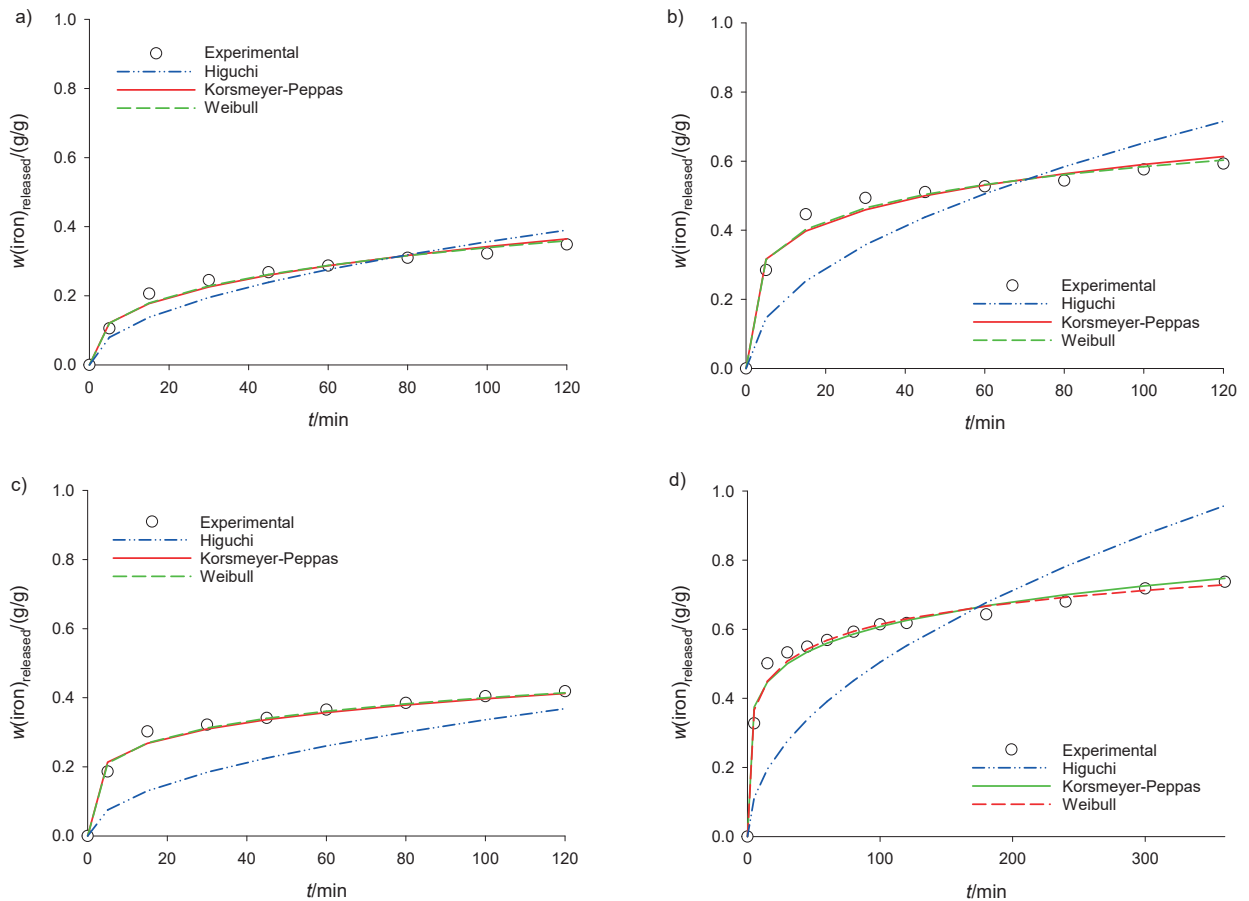 a)
1.0
0.8
0.6
0.4
0.2
0.0
w(iron)released/(g/g)
Experimental
Higuchi
Korsmeyer-Peppas
Weibull
0 20 40 60 80 100 120
t/min
b)
1.0
0.8
0.6
0.4
0.2
0.0
w(iron)released/(g/g)
Experimental
Higuchi
Korsmeyer-Peppas
Weibull
0 20 40 60 80 100 120
t/min
c)
1.0
0.8
0.6
0.4
0.2
0.0
w(iron)released/(g/g)
Experimental
Higuchi
Korsmeyer-Peppas
Weibull
0 20 40 60 80 100 120
t/min
d)
1.0
0.8
0.6
0.4
0.2
0.0
w(iron)released/(g/g)
Experimental
Higuchi
Korsmeyer-Peppas
Weibull
0 100 200 300
t/min